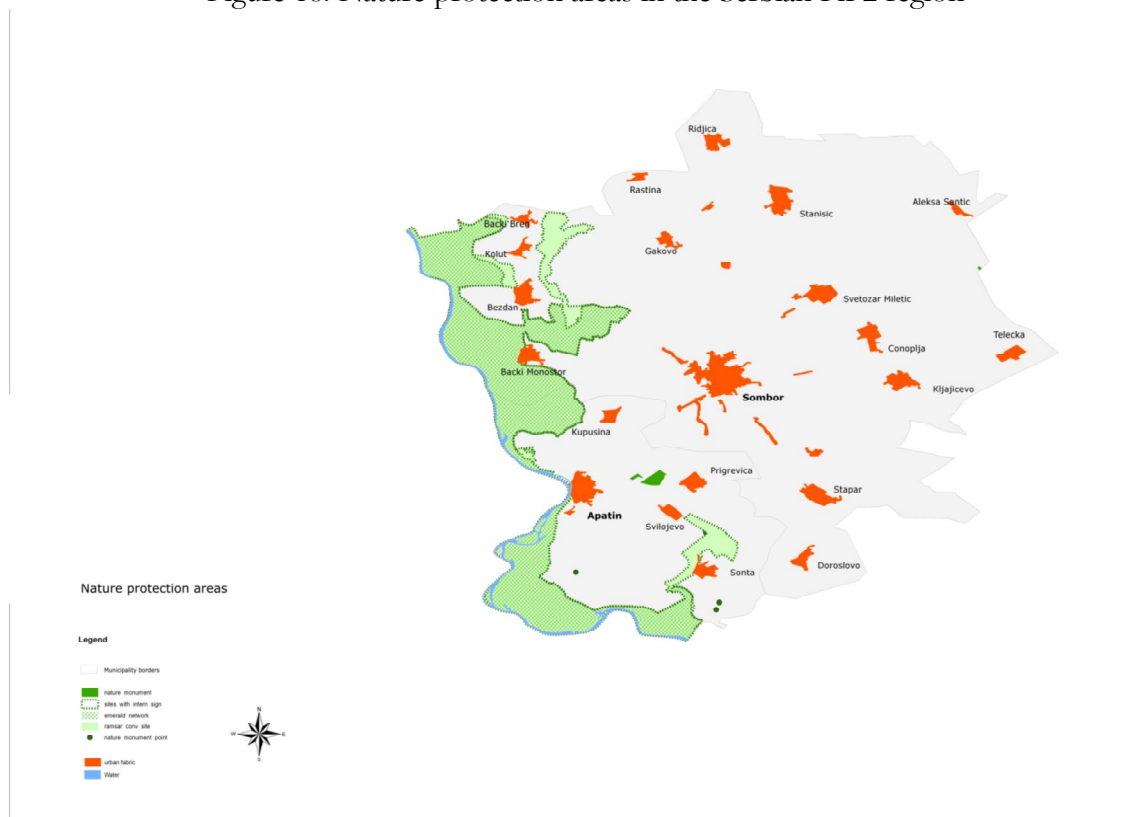 Figure Nature protection areas in the Serbian region
Ridjica
Rastina
Stanisic
Aleksa Santic
Backi Breg
Kolut
Gakovo
Bezdan
Svetozar Miletic
Telecka
Conoplja
Backi Monostor
Kljajicevo
Sombor
Kupusina
Prigrevica
Stapar
Apatin
Svilojevo
Sonta
Doroslovo
Nature protection areas
Legend
Municipality borders
nature monument
sites with intern sign
emerald network
ramsar conv site
nature monument point
urban fabric
Water
N
W
E
S